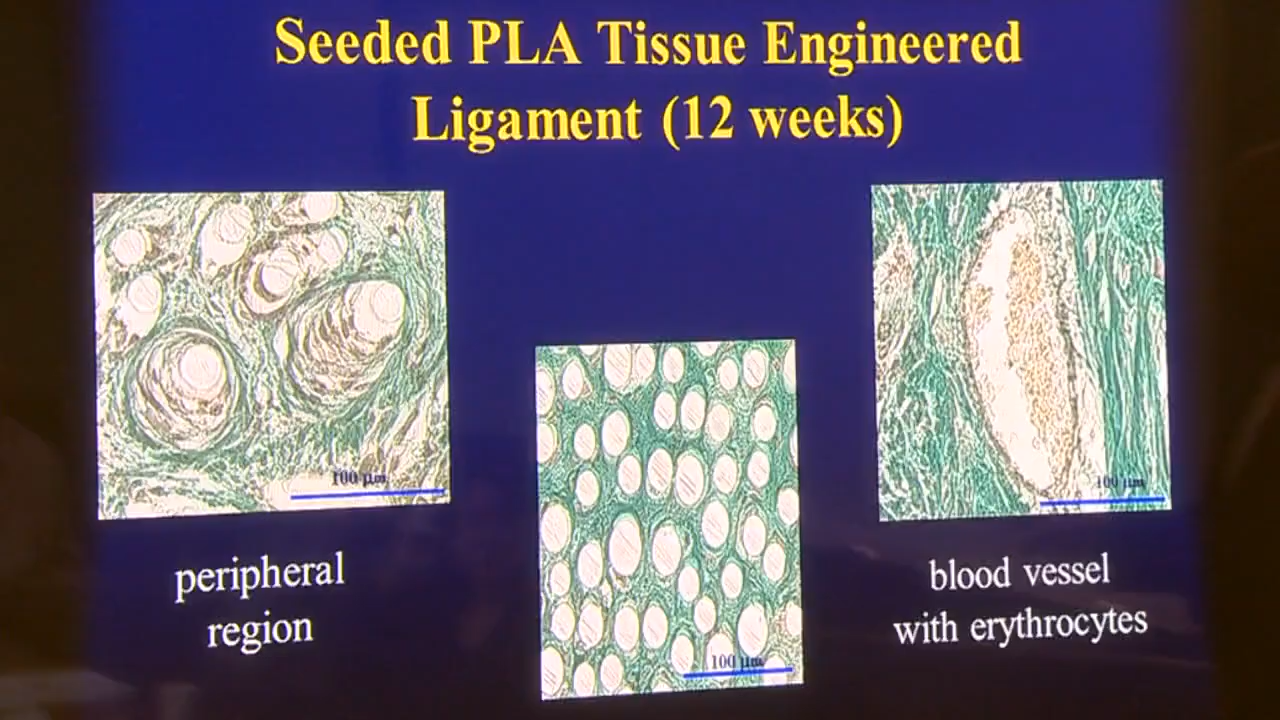 Seeded PLA Tissue Engineered
Ligament (12 weeks)
100 µm
peripheral
region
100 µm
100 µm
blood vessel
with erythrocytes